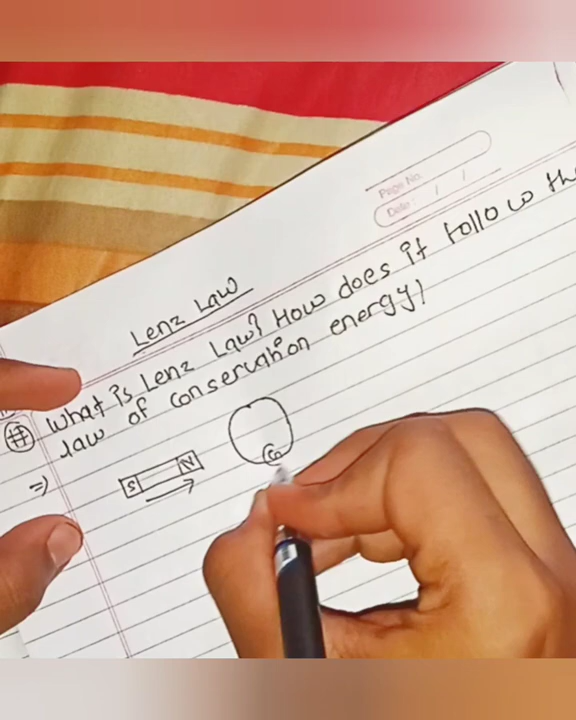 Page No.
Date: / /
Lenz Law
# What is Lenz Law? How does it follow the
law of conservation energy?
=>
S N
G